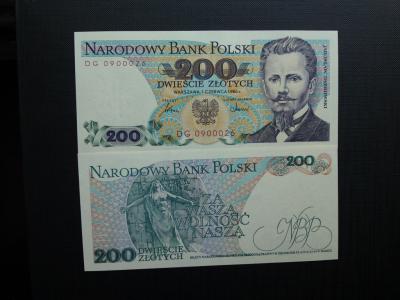 NARODOWY BANK POLSKI
DG 0900026
200
DWIEŚCIE ZŁOTYCH
WARSZAWA, 1 CZERWCA 1986 r.
DG 0900026
200
NARODOWY BANK POLSKI
200
ZA
NASZĄ
WOLNOŚĆ
NASZĄ
NBP
200
DWIEŚCIE
ZŁOTYCH